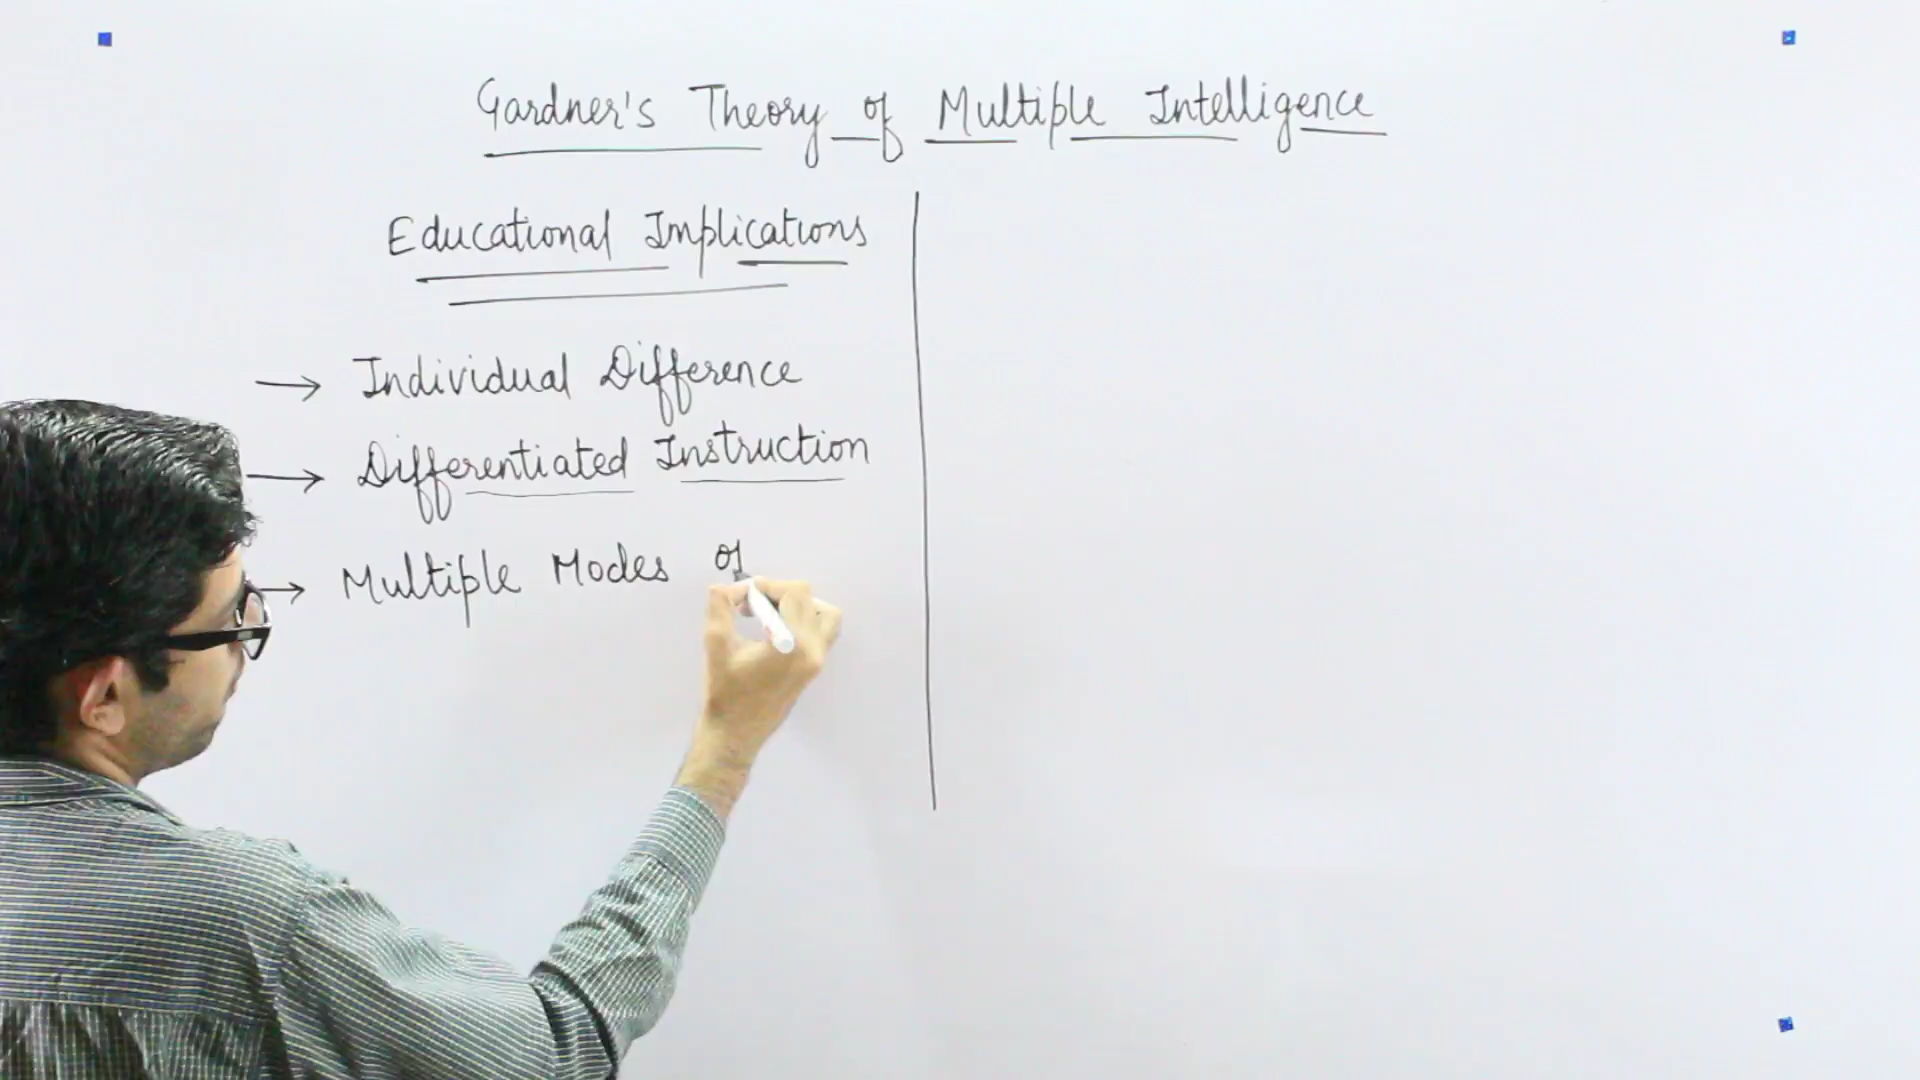 Gardner's Theory of Multiple Intelligence
Educational Implications
→ Individual Difference
→ Differentiated Instruction
→ Multiple Modes of